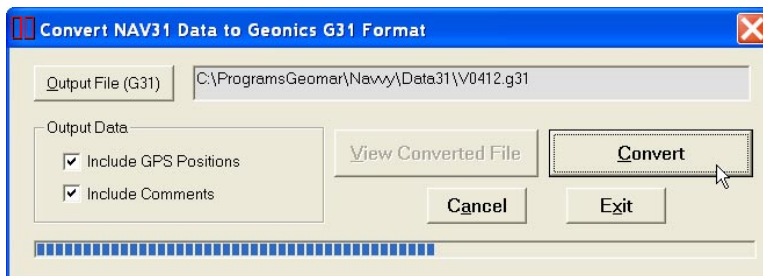 Convert NAV31 Data to Geonics G31 Format
Output File (G31)
C:\ProgramsGeomar\Navvy\Data31\V0412.g31
Output Data
Include GPS Positions
Include Comments
View Converted File
Convert
Cancel
Exit